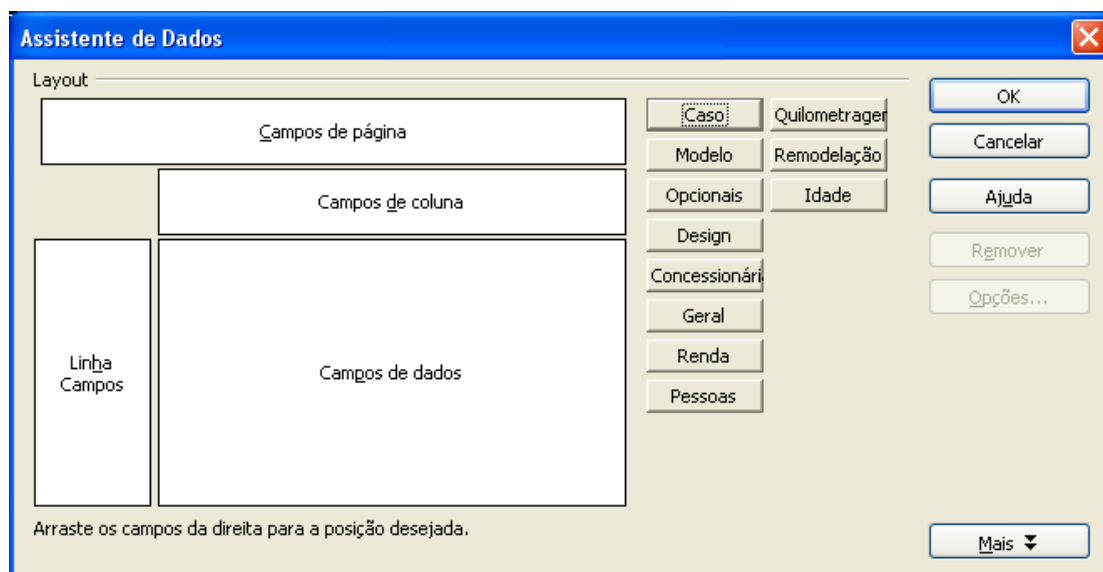 Assistente de Dados
Layout
Campos de página
Campos de coluna
Linha
Campos
Campos de dados
Caso
Quilometrager
Modelo
Remodelação
Opcionais
Idade
Design
Concessionári
Geral
Renda
Pessoas
OK
Cancelar
Ajuda
Remover
Opções...
Arraste os campos da direita para a posição desejada.
Mais